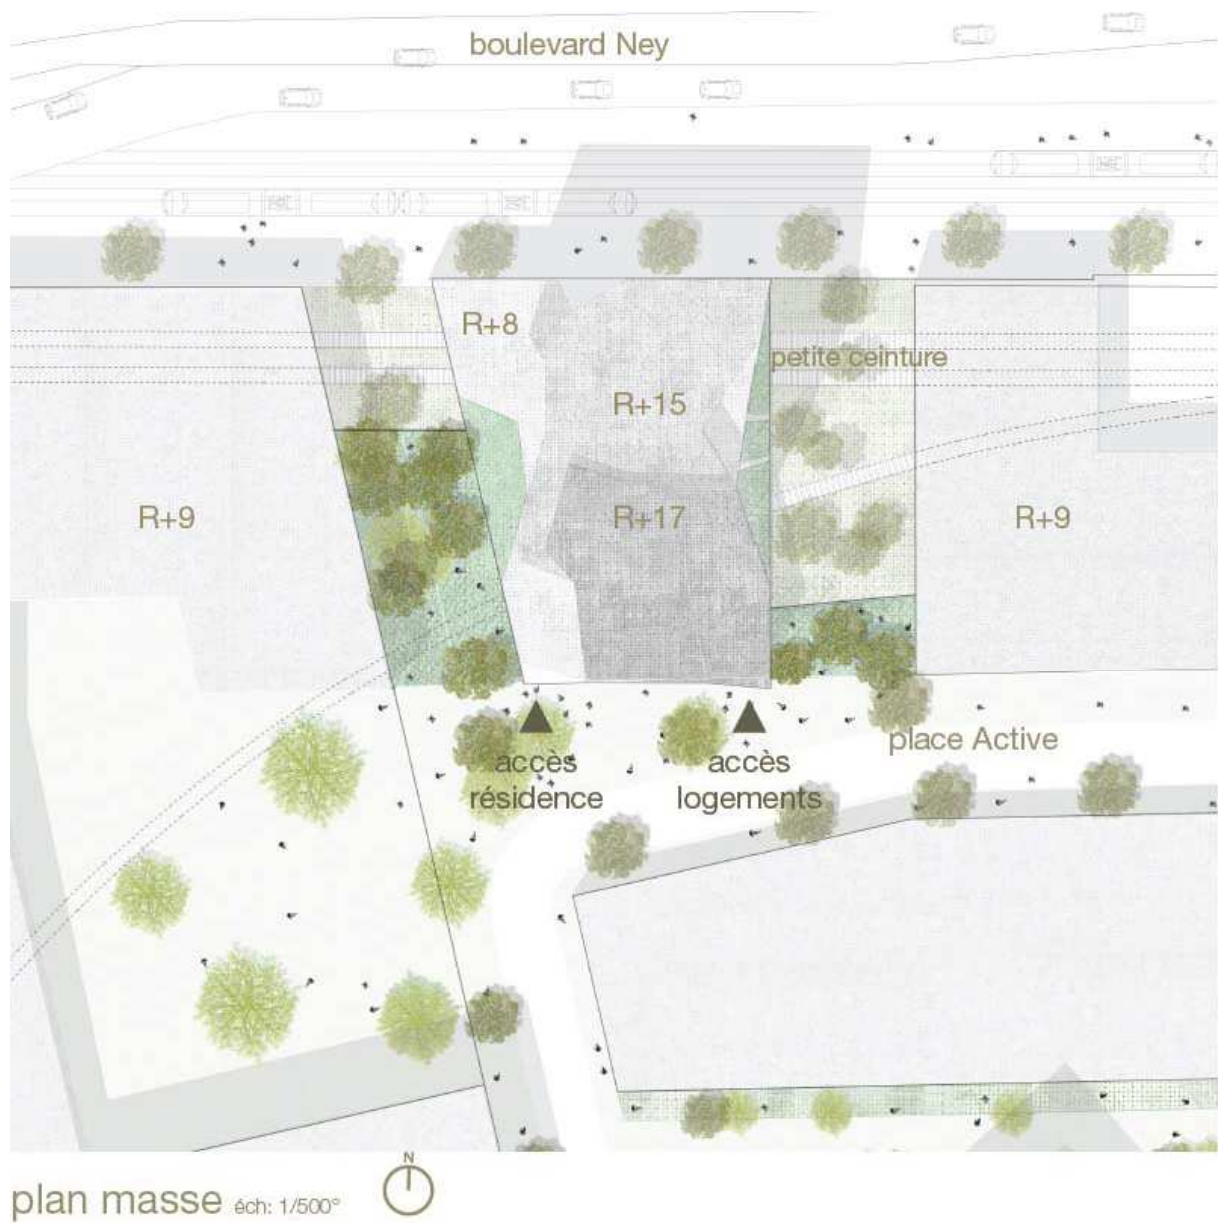 boulevard Ney
R+8
petite ceinture
R+15
R+9
R+17
R+9
place Active
accès
résidence
accès
logements
N
plan masse éch: 1/500°